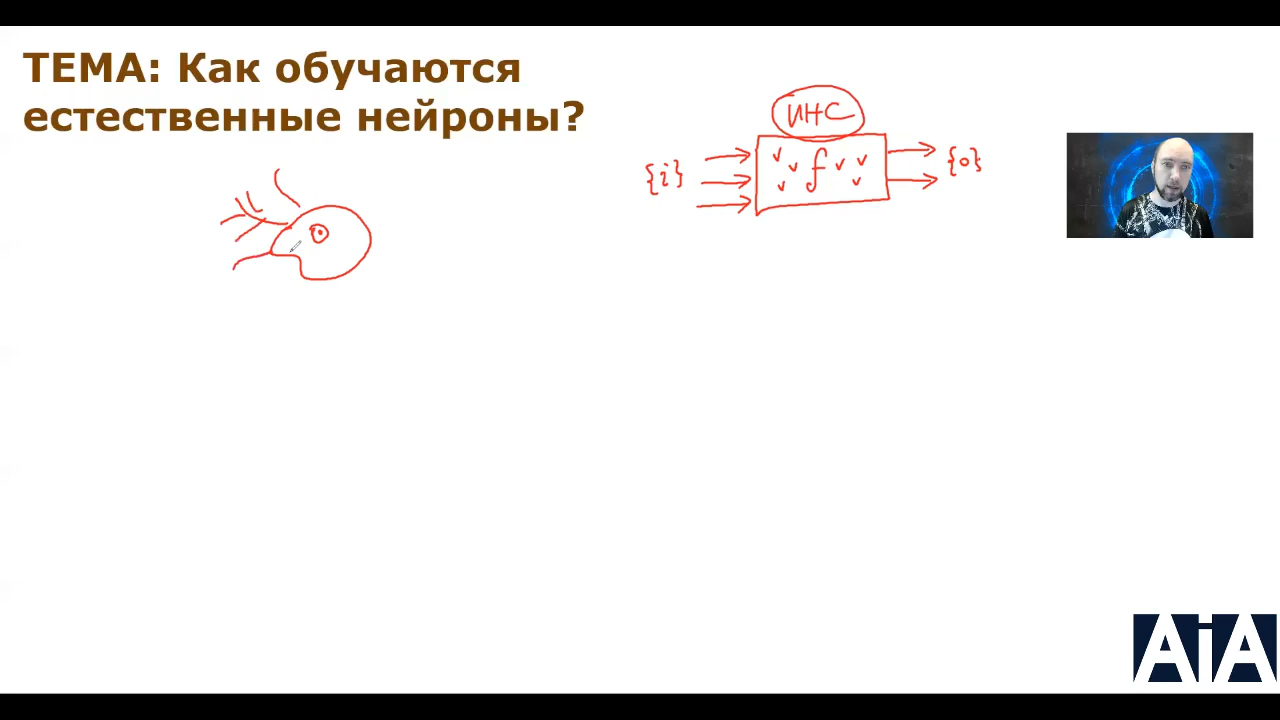 ТЕМА: Как обучаются
естественные нейроны?
ИНС
{i}
f
{o}
AiA